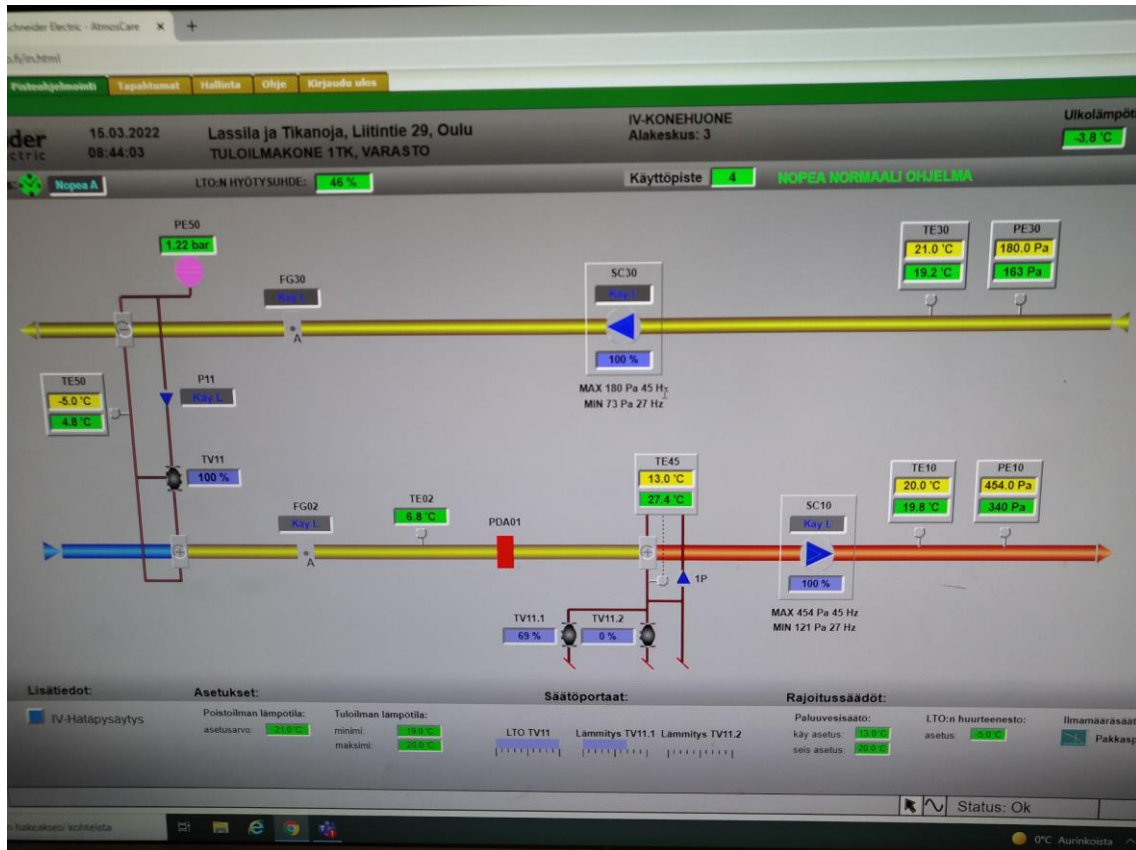 Schneider Electric - AtmosCare × +
o.fi/in.html
Pisteohjelmointi Tapahtumat Hallinta Ohje Kirjaudu ulos
15.03.2022 Lassila ja Tikanoja, Liitintie 29, Oulu IV-KONEHUONE
08:44:03 TULOILMAKONE 1TK, VARASTO Alakeskus: 3
-3.8 °C
Nopea A LTO:N HYÖTYSUHDE: 46 % Käyttöpiste 4 NOPEA NORMAALI OHJELMA
PE50
1.22 bar
FG30
Käy L
A
SC30
Käy L
100 %
MAX 180 Pa 45 Hz
MIN 73 Pa 27 Hz
TE30
21.0 °C
19.2 °C
PE30
180.0 Pa
163 Pa
TE50
-5.0 °C
4.8 °C
P11
Käy L
TV11
100 %
FG02
Käy L
A
TE02
6.8 °C
PDA01
TE45
13.0 °C
27.4 °C
1P
TV11.1
69 %
TV11.2
0 %
SC10
Käy L
100 %
MAX 454 Pa 45 Hz
MIN 121 Pa 27 Hz
TE10
20.0 °C
19.8 °C
PE10
454.0 Pa
340 Pa
Lisätiedot:
IV-Hätäpysäytys
Asetukset:
Poistoilman lämpötila:
asetusarvo: 21.0 °C
Tuloilman lämpötila:
minimi: 19.0 °C
maksimi: 20.0 °C
Säätöportaat:
LTO TV11 Lämmitys TV11.1 Lämmitys TV11.2
Rajoitussäädöt:
Paluuvesisäätö:
käy asetus: 13.0 °C
seis asetus: 20.0 °C
LTO:n huurteenesto:
asetus: -5.0 °C
Status: Ok
hakeaksesi kohteista
0°C Aurinkoista